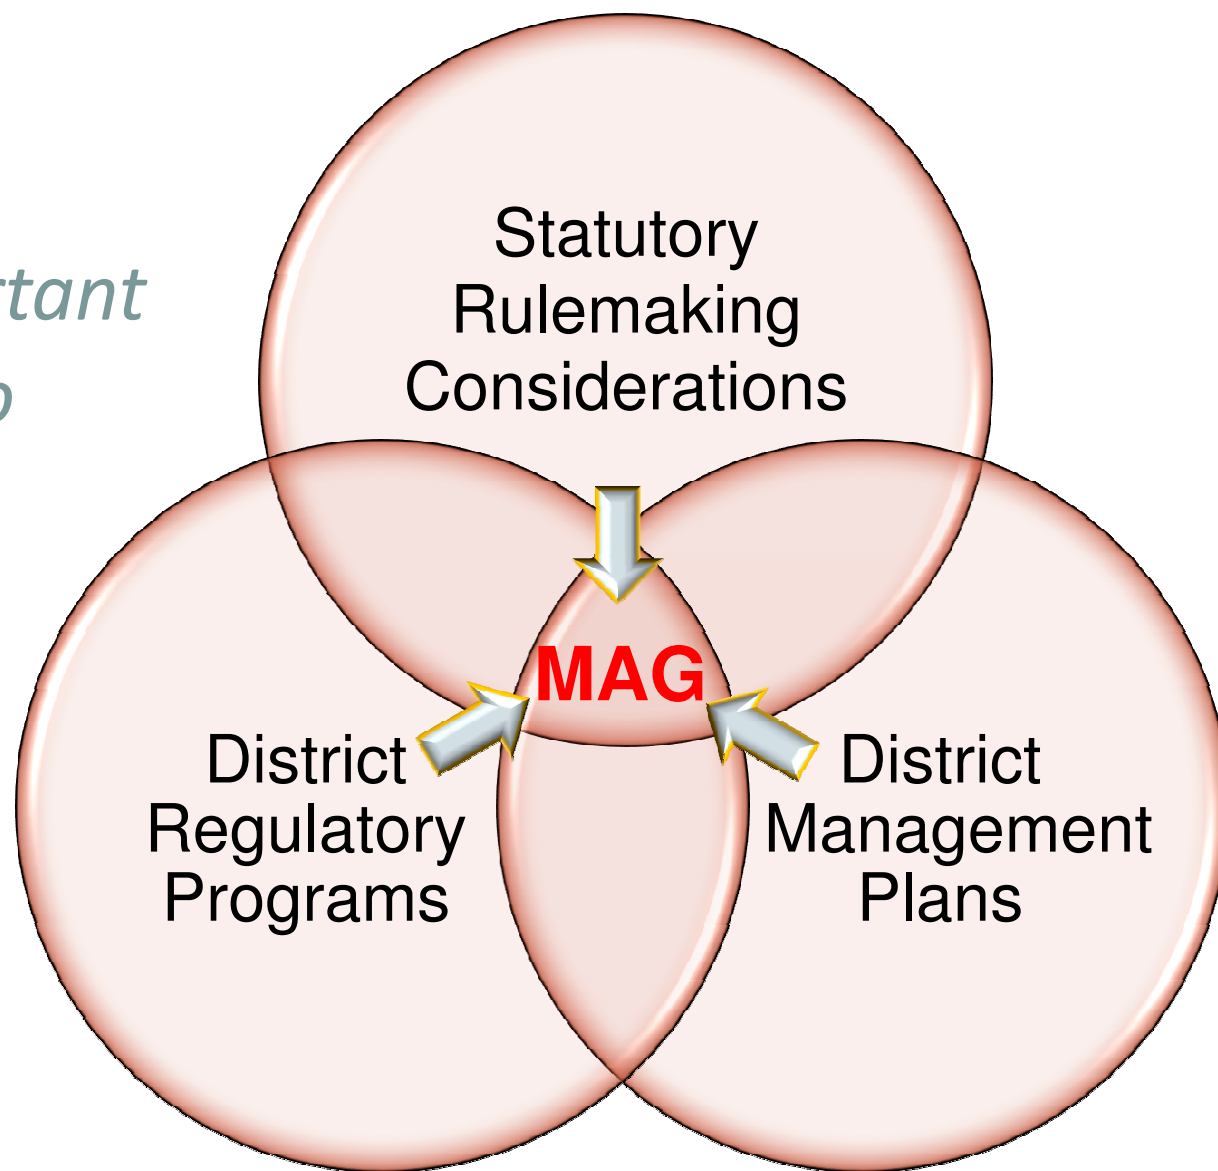 Statutory
Rulemaking
Considerations
MAG
District
Regulatory
Programs
District
Management
Plans